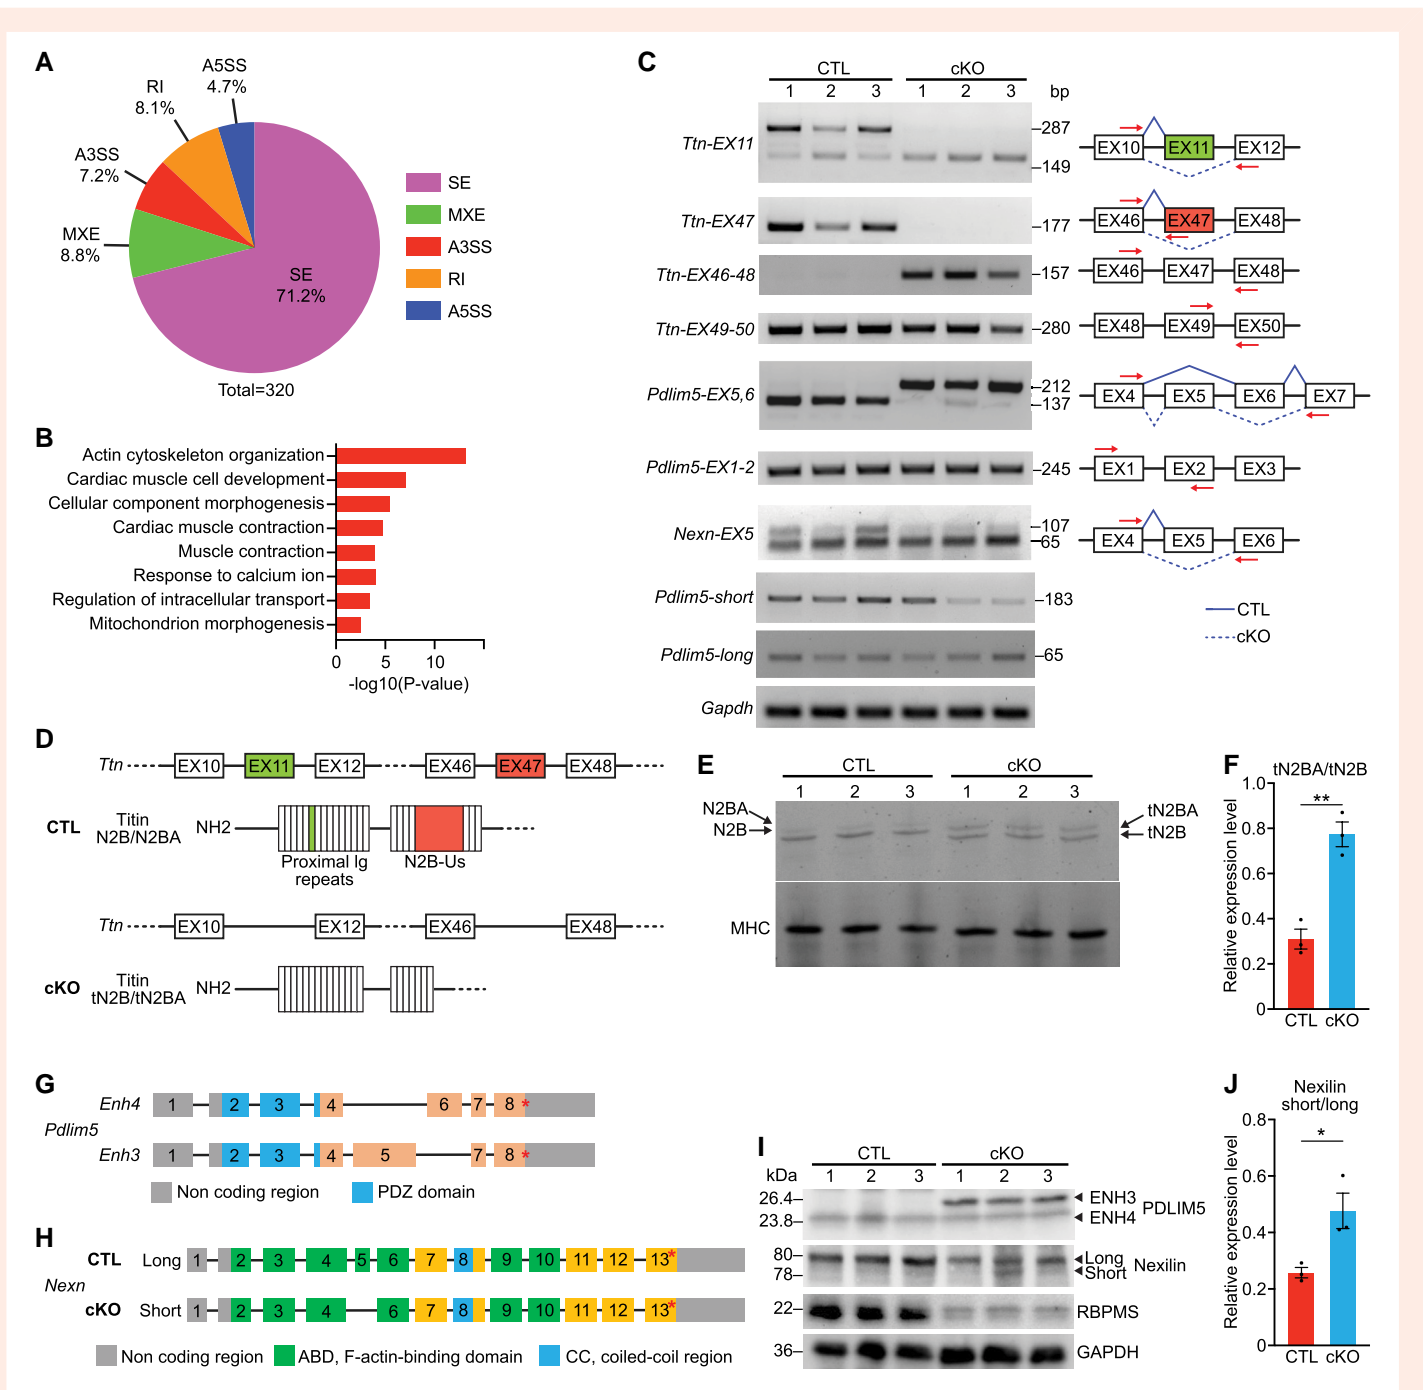 A
A5SS
4.7%
RI
8.1%
A3SS
7.2%
MXE
8.8%
SE
71.2%
SE
MXE
A3SS
RI
A5SS
Total=320
B
Actin cytoskeleton organization
Cardiac muscle cell development
Cellular component morphogenesis
Cardiac muscle contraction
Muscle contraction
Response to calcium ion
Regulation of intracellular transport
Mitochondrion morphogenesis
0 5 10
-log10(P-value)
C
CTL cKO
1 2 3 1 2 3 bp
Ttn-EX11 287 149 EX10 EX11 EX12
Ttn-EX47 177 EX46 EX47 EX48
Ttn-EX46-48 157 EX46 EX47 EX48
Ttn-EX49-50 280 EX48 EX49 EX50
Pdlim5-EX5,6 212 137 EX4 EX5 EX6 EX7
Pdlim5-EX1-2 245 EX1 EX2 EX3
Nexn-EX5 107 65 EX4 EX5 EX6
Pdlim5-short 183
Pdlim5-long 65
Gapdh
CTL
cKO
D
Ttn EX10 EX11 EX12 EX46 EX47 EX48
CTL Titin N2B/N2BA NH2
Proximal Ig repeats N2B-Us
Ttn EX10 EX12 EX46 EX48
cKO Titin tN2B/tN2BA NH2
E
CTL cKO
1 2 3 1 2 3
N2BA tN2BA
N2B tN2B
MHC
F
tN2BA/tN2B
Relative expression level
1.0
0.8
0.6
0.4
0.2
0
**
CTL cKO
G
Pdlim5
Enh4 1 2 3 4 6 7 8 *
Enh3 1 2 3 4 5 7 8 *
Non coding region PDZ domain
H
Nexn
CTL Long 1 2 3 4 5 6 7 8 9 10 11 12 13*
cKO Short 1 2 3 4 6 7 8 9 10 11 12 13*
Non coding region ABD, F-actin-binding domain CC, coiled-coil region
I
CTL cKO
kDa 1 2 3 1 2 3
26.4 ENH3
23.8 ENH4
PDLIM5
80 Long
78 Short
Nexilin
22 RBPMS
36 GAPDH
J
Nexilin
short/long
Relative expression level
0.8
0.6
0.4
0.2
0
*
CTL cKO